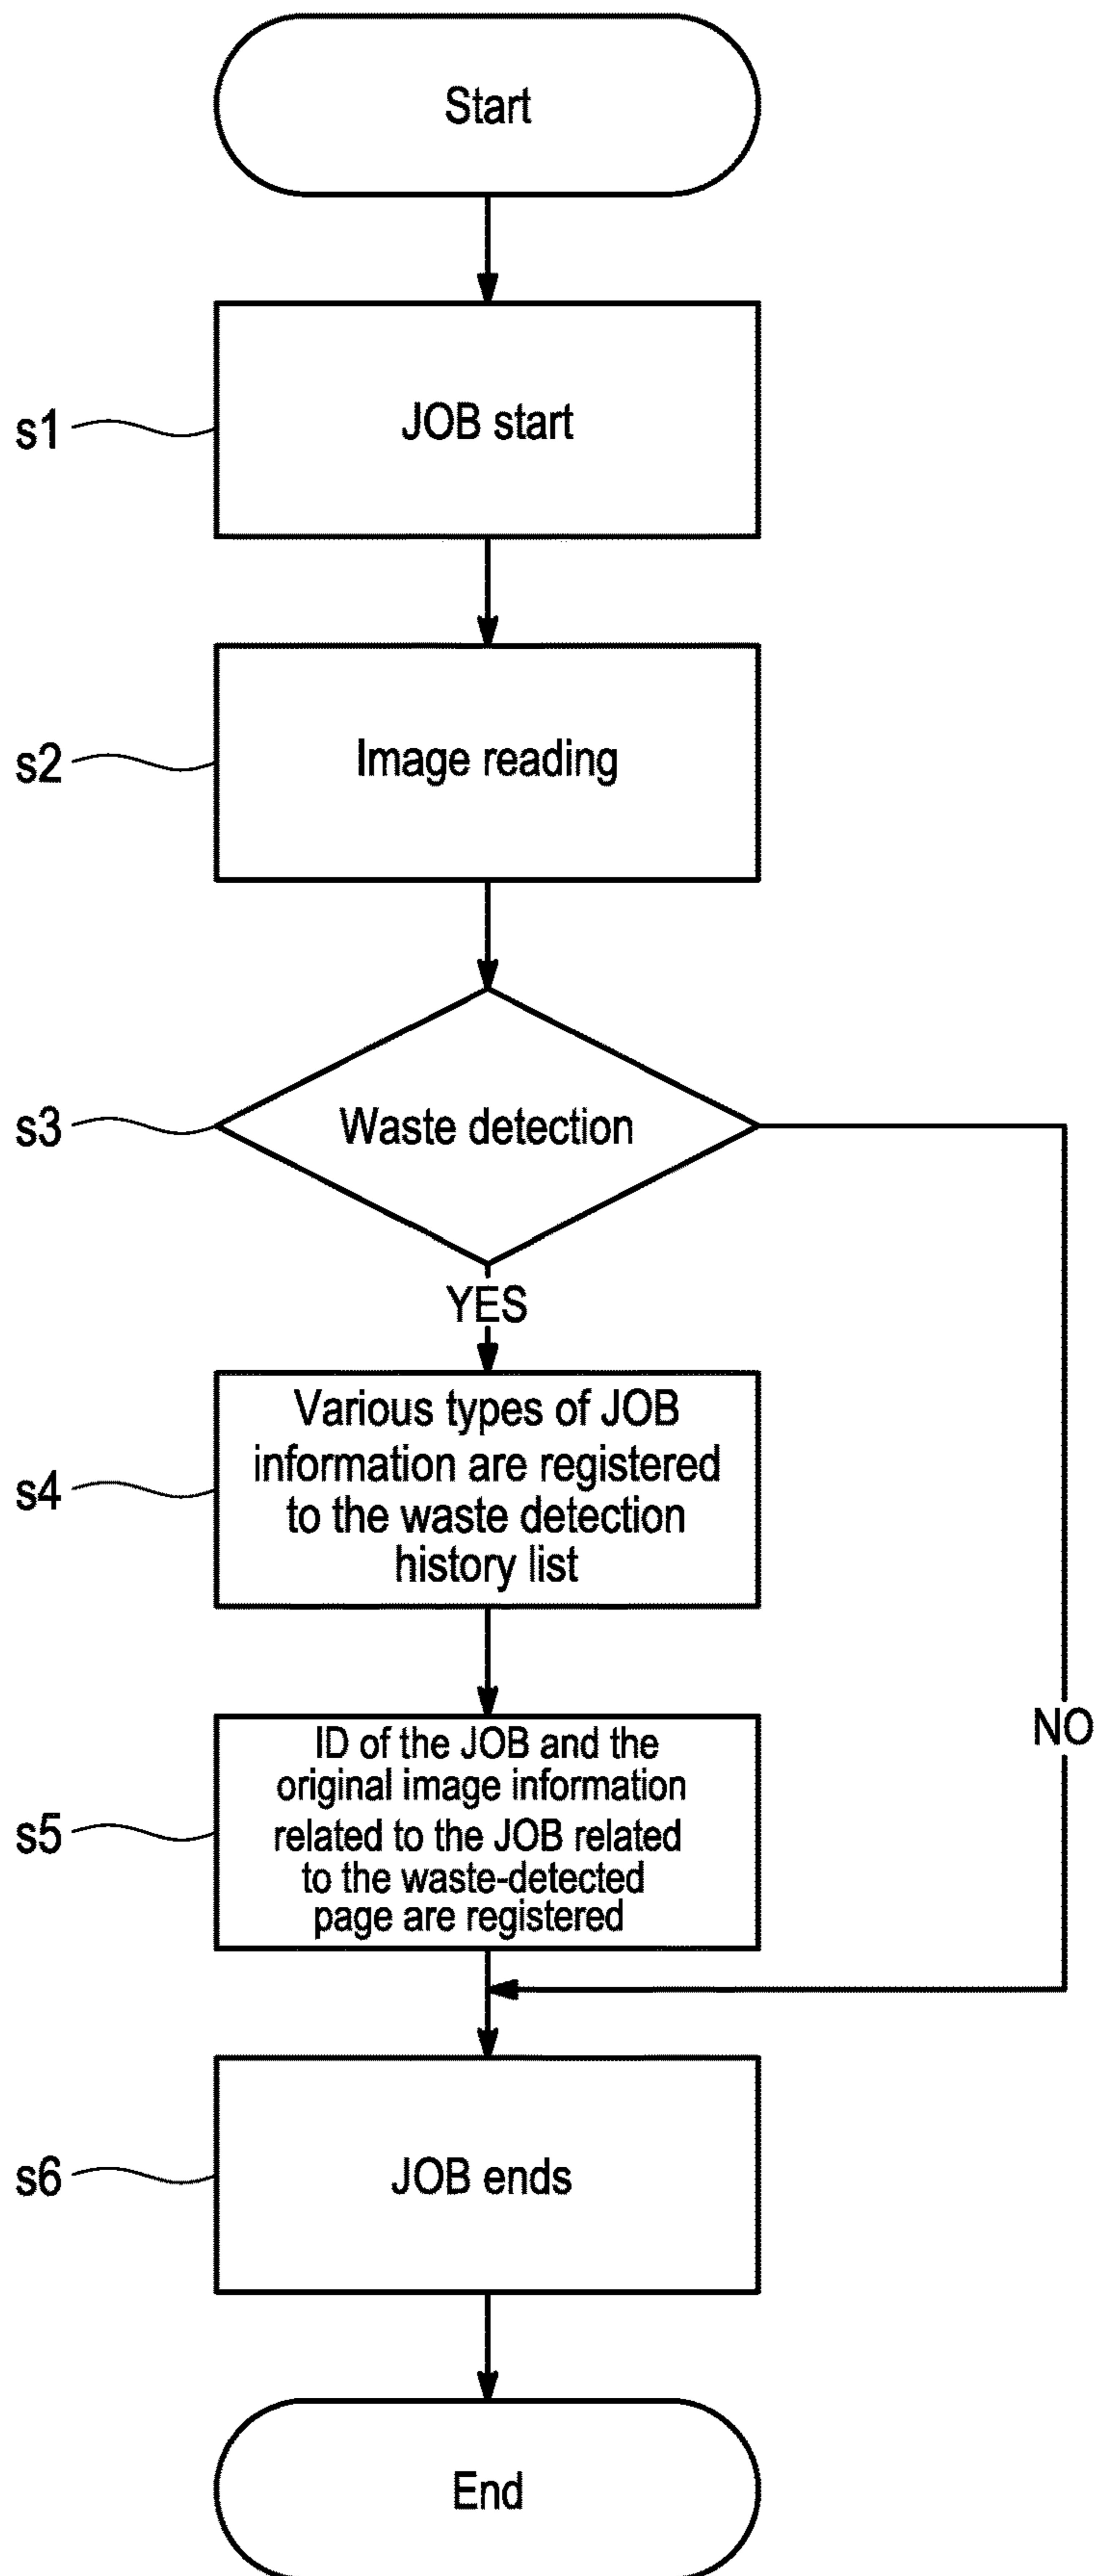 Start
s1
JOB start
s2
Image reading
s3
Waste detection
YES
s4
Various types of JOB
information are registered
to the waste detection
history list
s5
ID of the JOB and the
original image information
related to the JOB related
to the waste-detected
page are registered
NO
s6
JOB ends
End